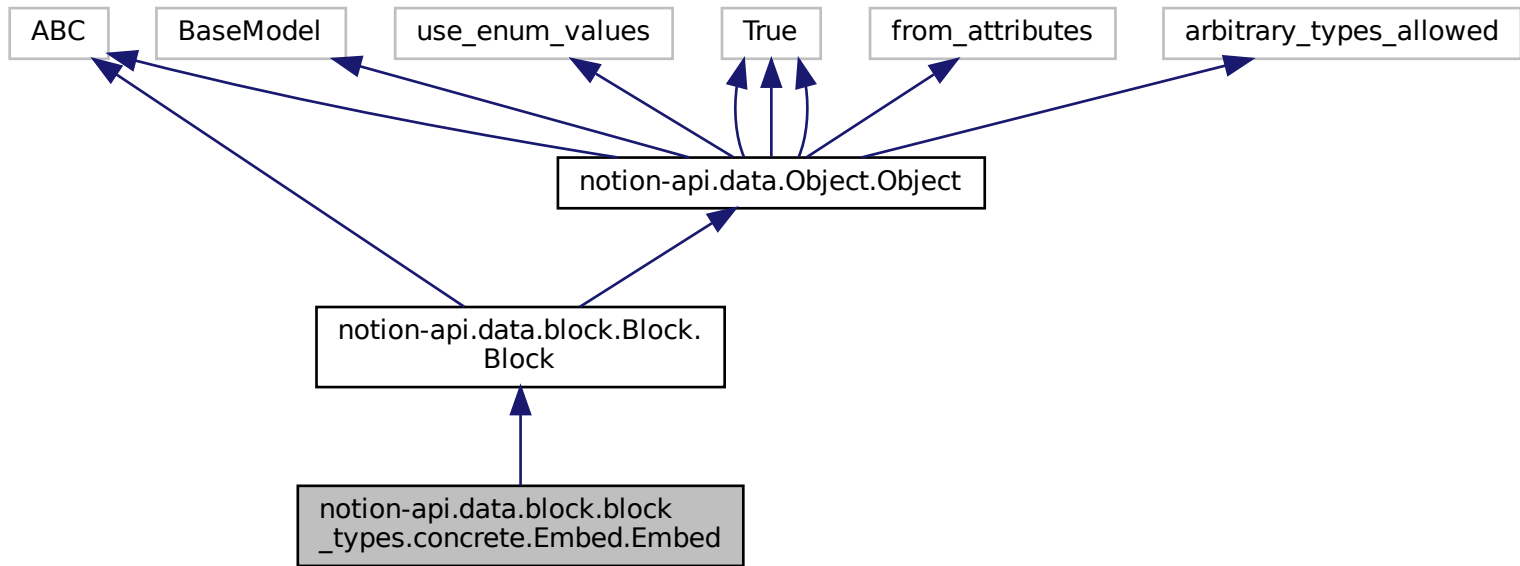 ABC
BaseModel
use_enum_values
True
from_attributes
arbitrary_types_allowed
notion-api.data.Object.Object
notion-api.data.block.Block.
Block
notion-api.data.block.block
_types.concrete.Embed.Embed